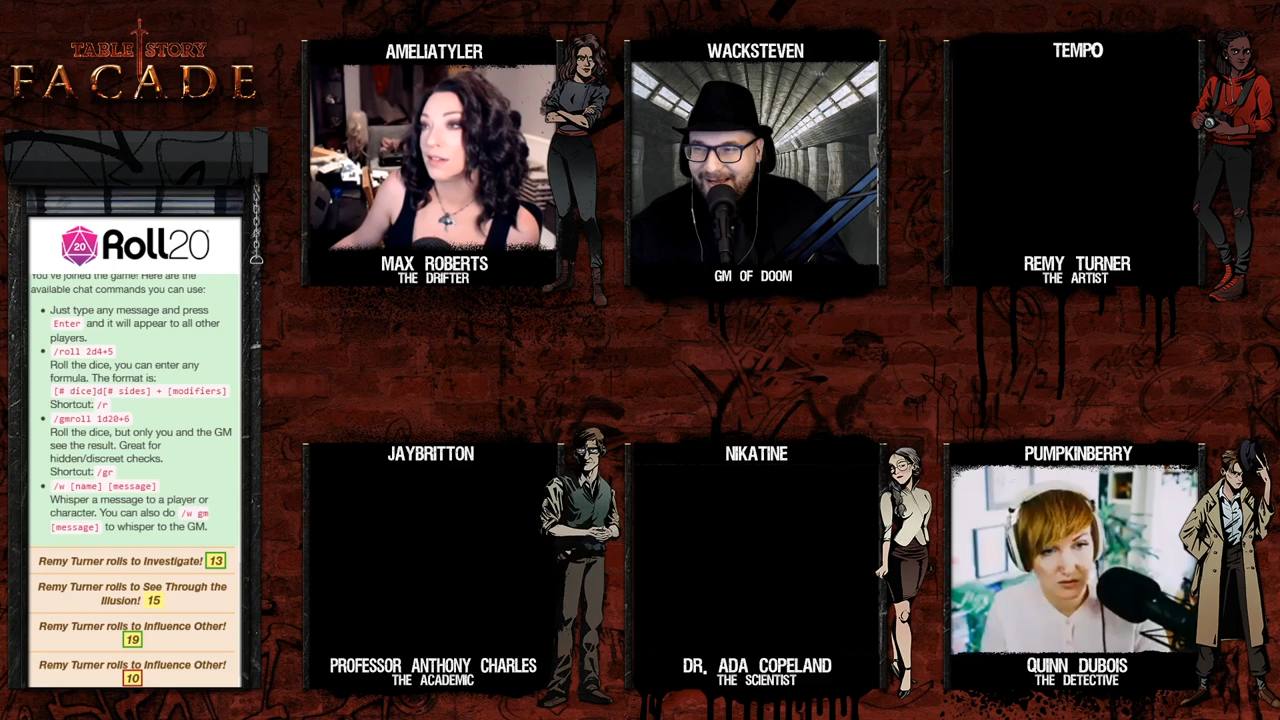 TABLE STORY
FACADE
Roll20
20
You've joined the game! Here are the
available chat commands you can use:
Just type any message and press
Enter and it will appear to all other
players.
/roll 2d4+5
Roll the dice, you can enter any
formula. The format is:
[# dice]d[# sides] + [modifiers]
Shortcut: /r
/gmroll 1d20+6
Roll the dice, but only you and the GM
see the result. Great for
hidden/discreet checks.
Shortcut: /gr
/w [name] [message]
Whisper a message to a player or
character. You can also do /w gm
[message] to whisper to the GM.
Remy Turner rolls to Investigate! 13
Remy Turner rolls to See Through the
Illusion! 15
Remy Turner rolls to Influence Other!
19
Remy Turner rolls to Influence Other!
10
AMELIATYLER
MAX ROBERTS
THE DRIFTER
WACKSTEVEN
GM OF DOOM
TEMPO
REMY TURNER
THE ARTIST
JAYBRITTON
PROFESSOR ANTHONY CHARLES
THE ACADEMIC
NIKATINE
DR. ADA COPELAND
THE SCIENTIST
PUMPKINBERRY
QUINN DUBOIS
THE DETECTIVE